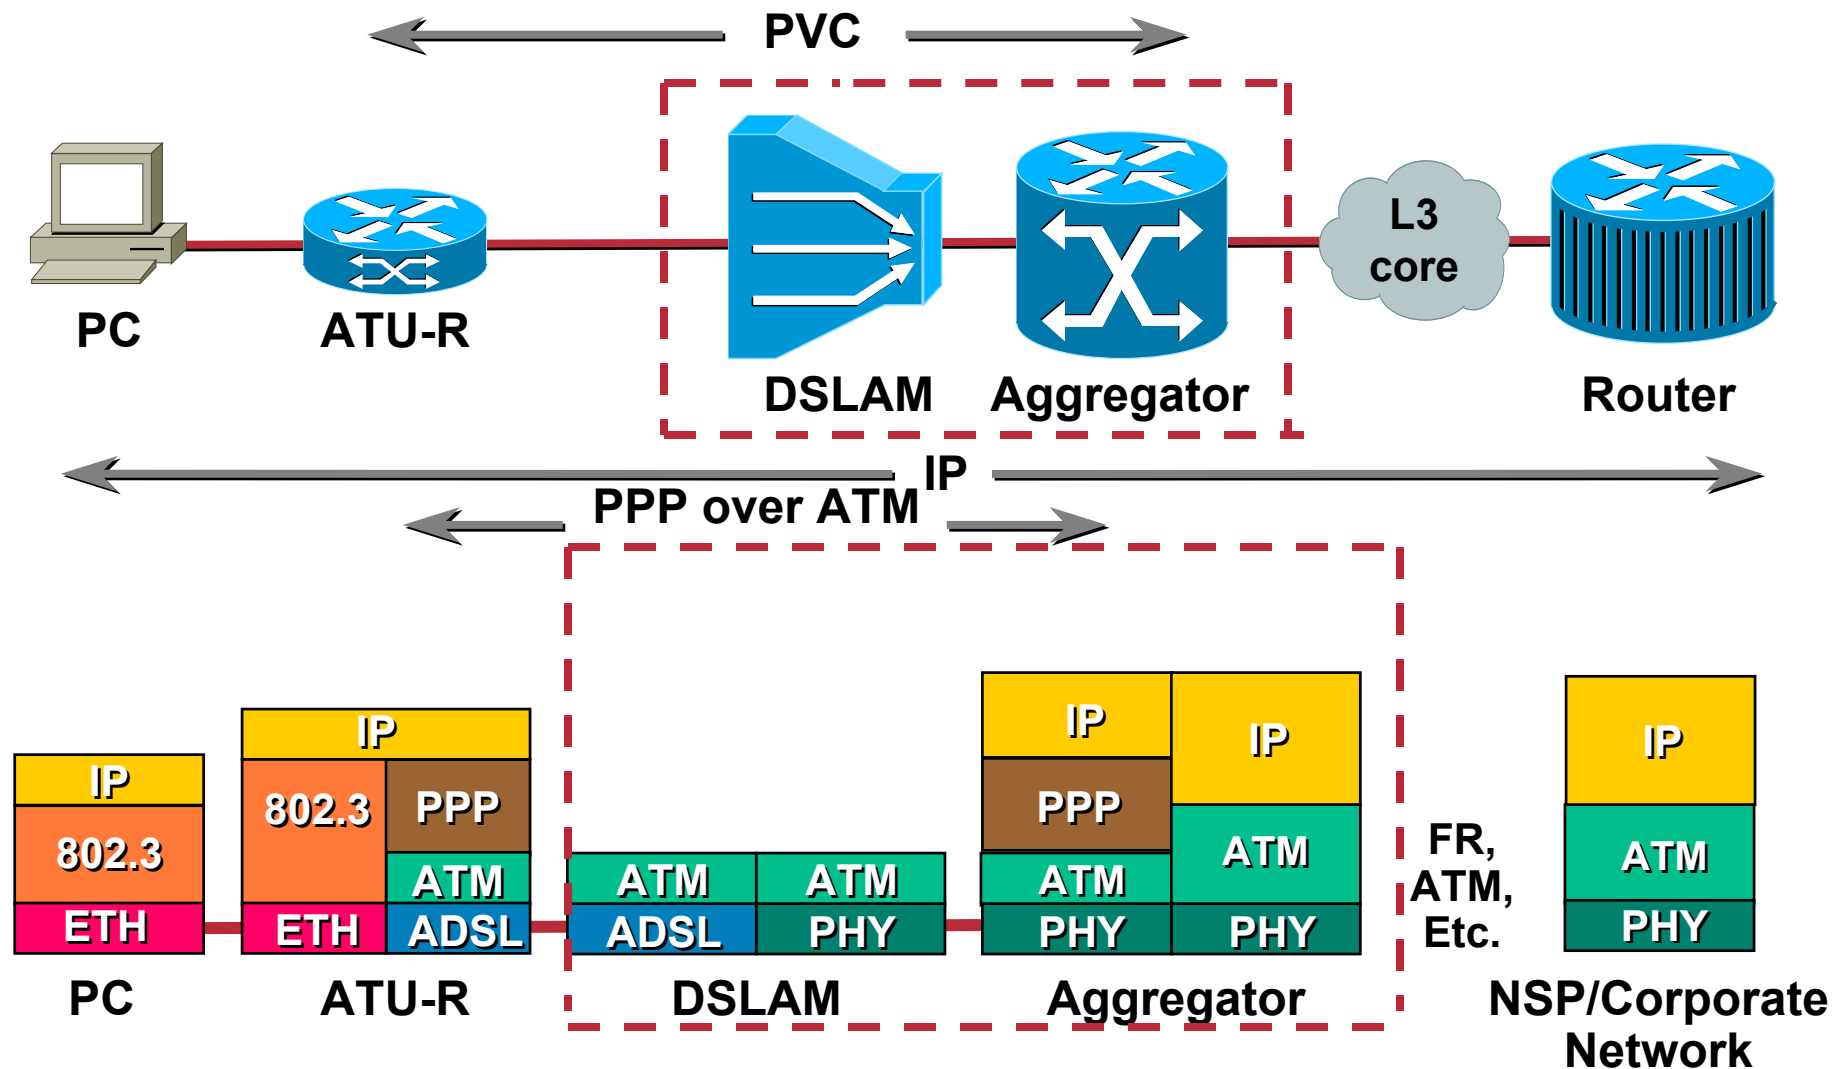 PVC
L3
core
PC
ATU-R
DSLAM
Aggregator
Router
IP
PPP over ATM
IP
802.3
ETH
IP
802.3
PPP
ATM
ETH
ADSL
ATM
ATM
ADSL
PHY
IP
IP
PPP
ATM
ATM
PHY
PHY
FR,
ATM,
Etc.
IP
ATM
PHY
PC
ATU-R
DSLAM
Aggregator
NSP/Corporate
Network